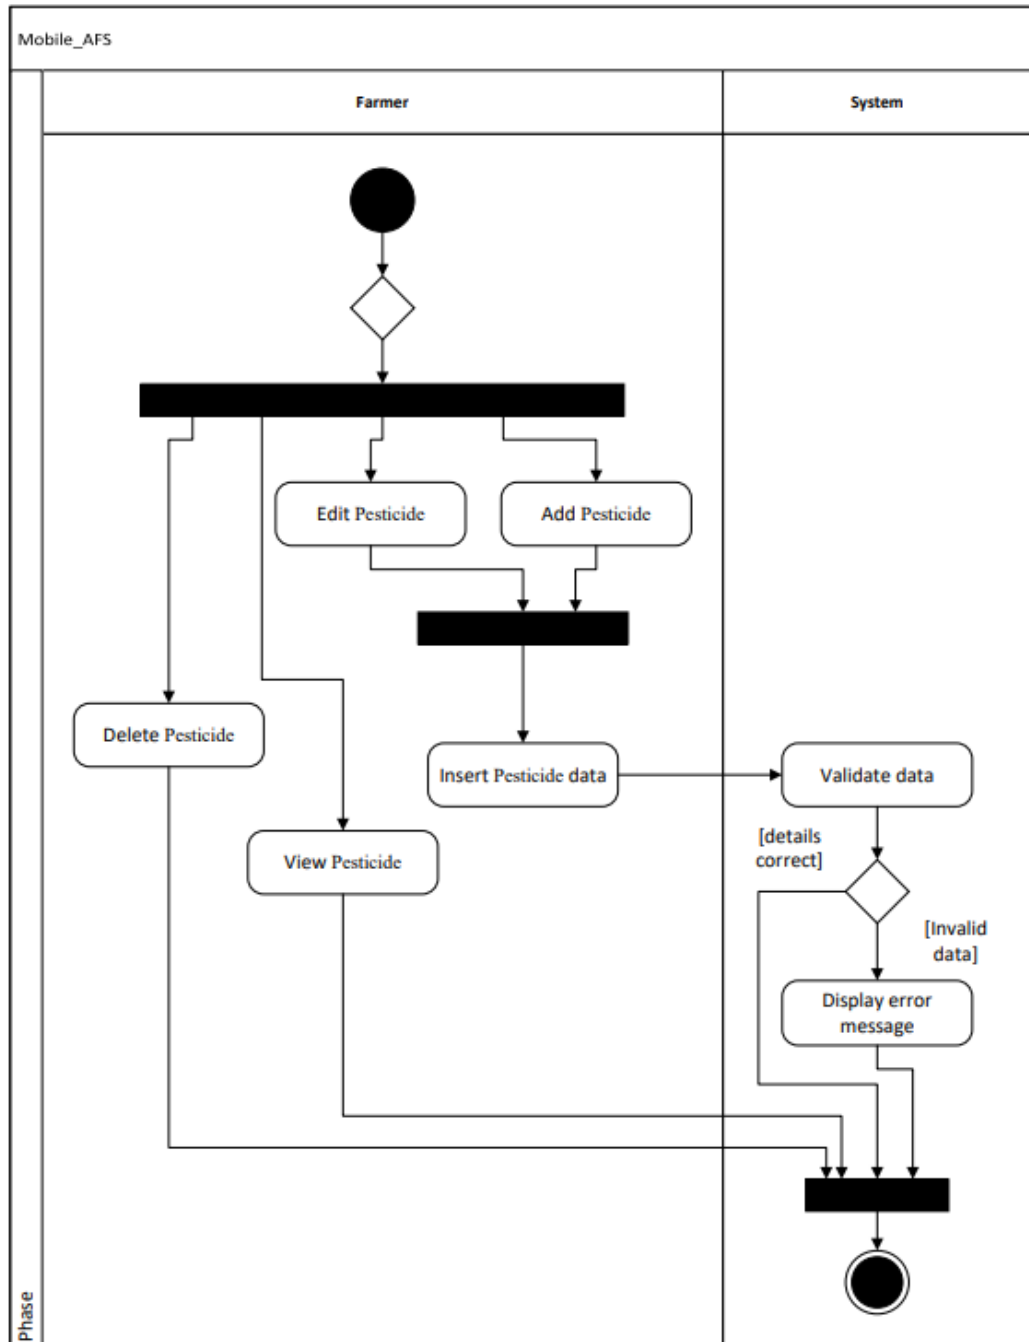 Mobile_AFS
Farmer
System
Edit Pesticide
Add Pesticide
Delete Pesticide
Insert Pesticide data
Validate data
[details
correct]
View Pesticide
[Invalid
data]
Display error
message
Phase